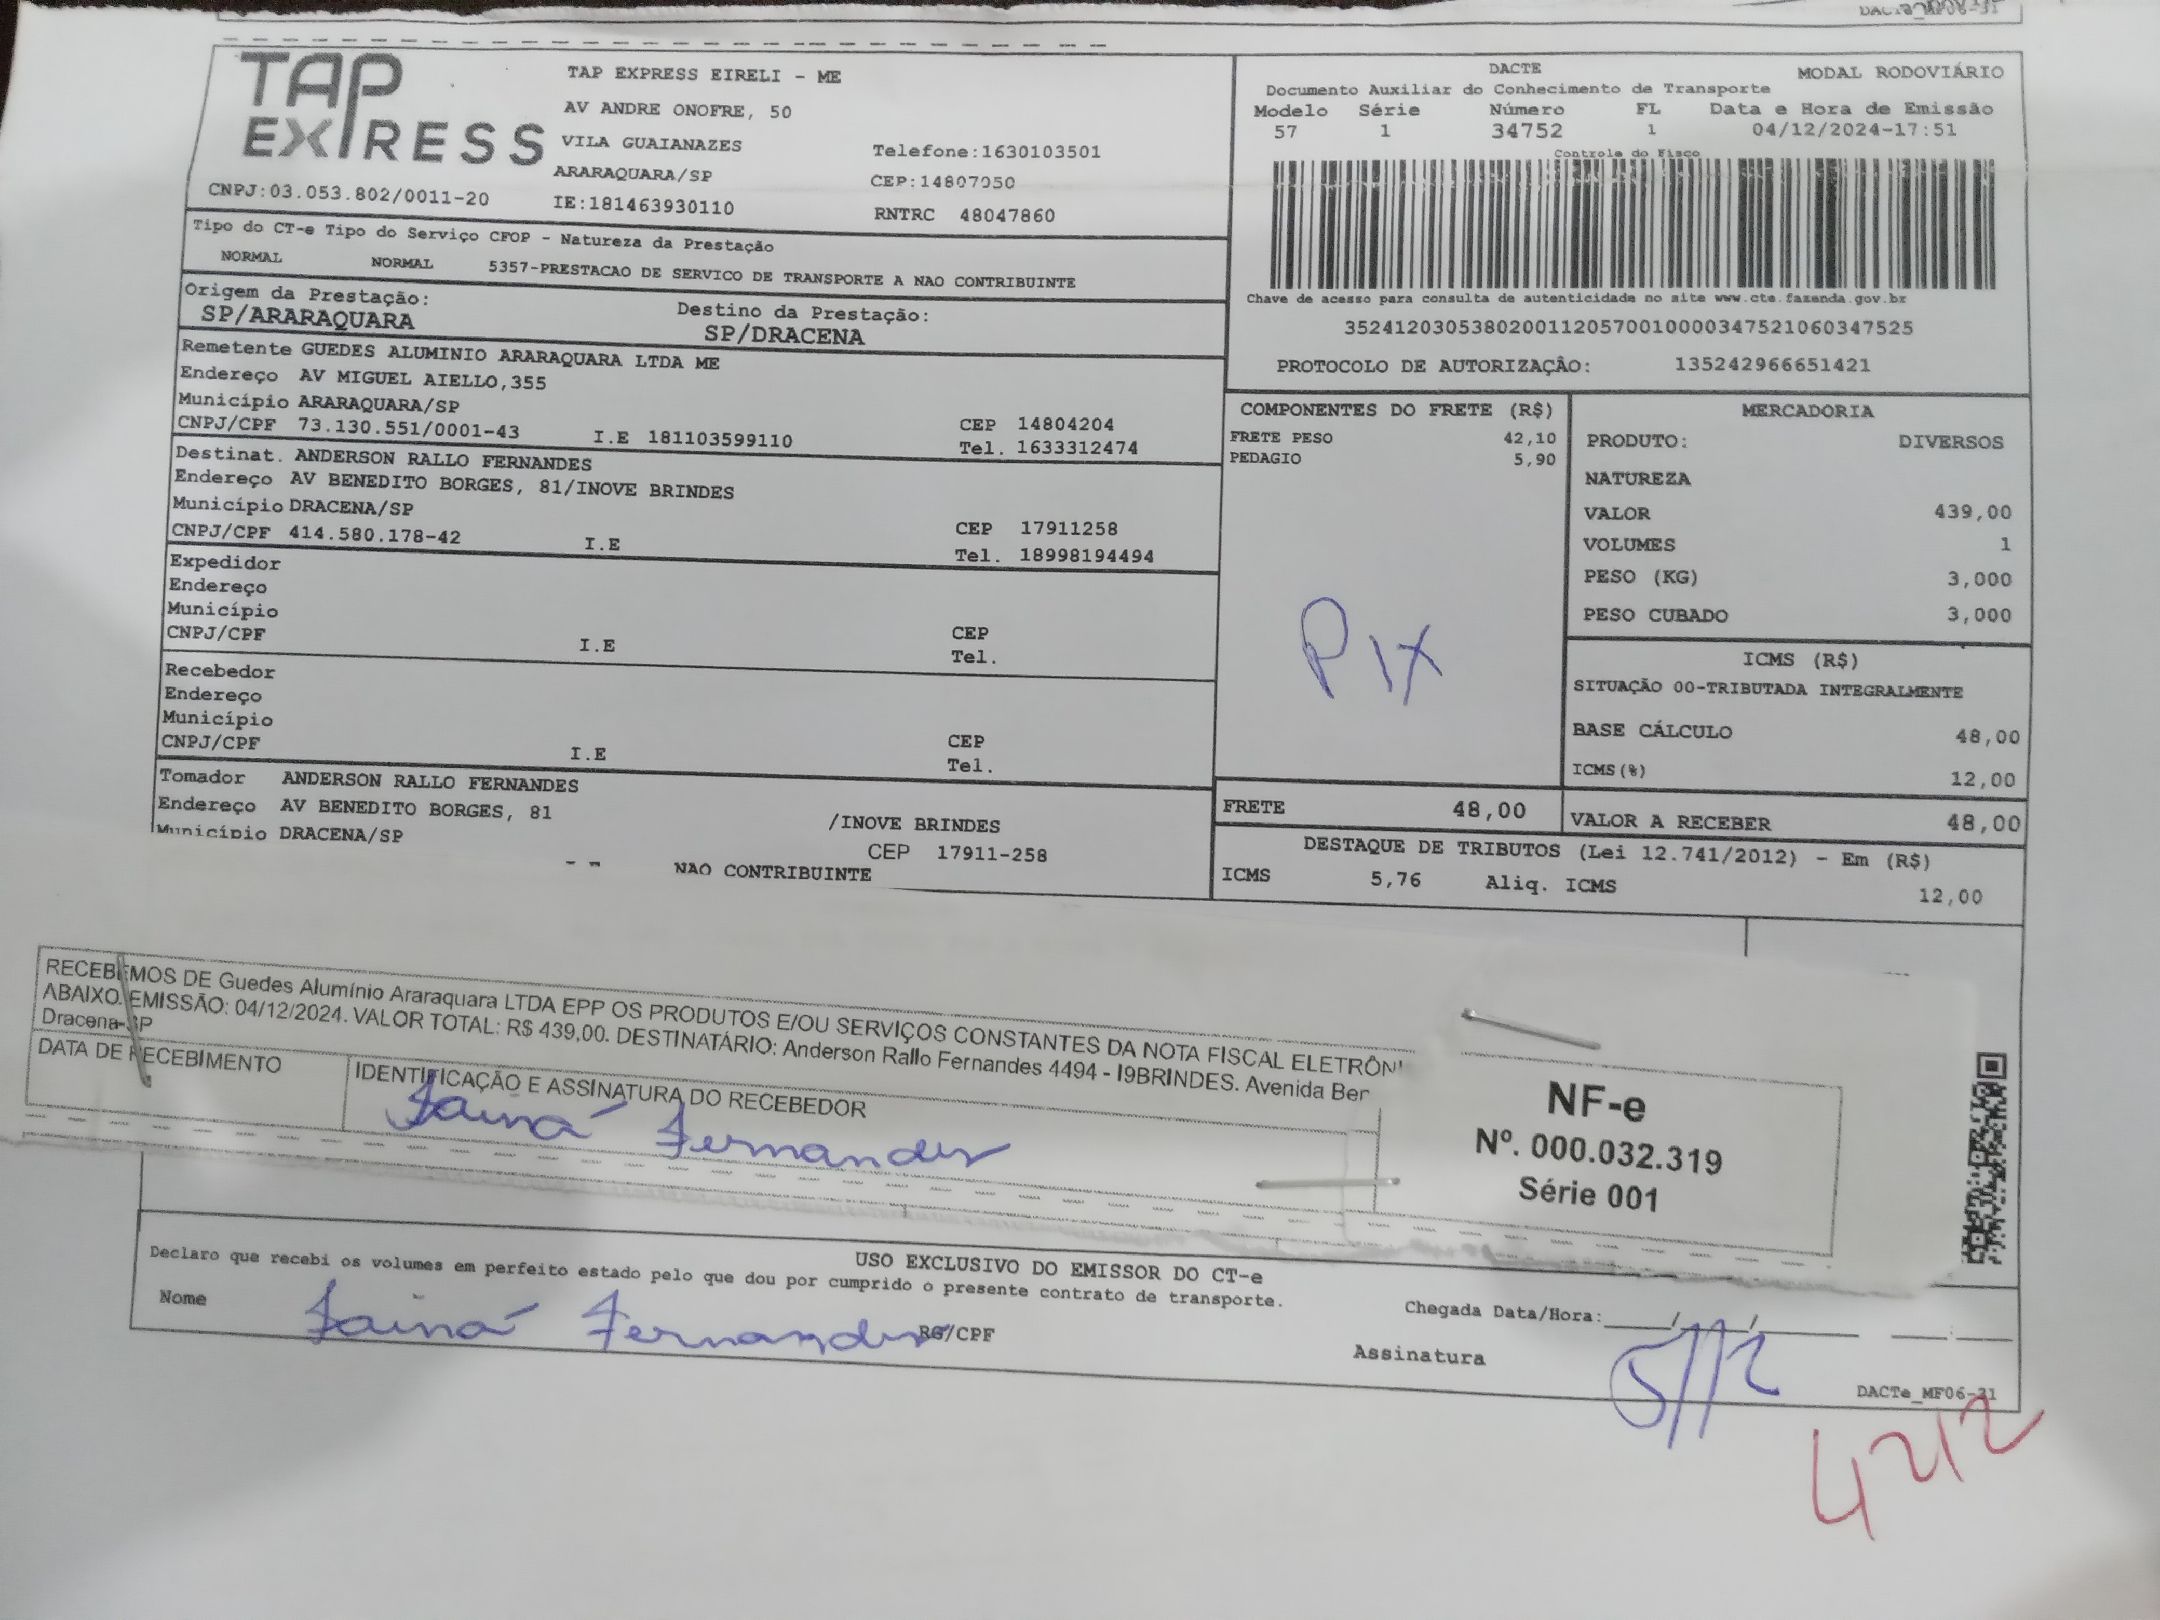 TAP EXPRESS
TAP EXPRESS EIRELI - ME
AV ANDRE ONOFRE, 50
VILA GUAIANAZES
Telefone:1630103501
ARARAQUARA/SP
CEP:14807050
CNPJ:03.053.802/0011-20
IE:181463930110
RNTRC 48047860
DACTE
MODAL RODOVIÁRIO
Documento Auxiliar do Conhecimento de Transporte
Modelo Série Número FL Data e Hora de Emissão
57 1 34752 1 04/12/2024-17:51
Controle do Fisco
Chave de acesso para consulta de autenticidade no site www.cte.fazenda.gov.br
35241203053802001120570010000347521060347525
PROTOCOLO DE AUTORIZAÇÃO: 135242966651421
Tipo do CT-e Tipo do Serviço CFOP - Natureza da Prestação
NORMAL NORMAL 5357-PRESTACAO DE SERVICO DE TRANSPORTE A NAO CONTRIBUINTE
Origem da Prestação: Destino da Prestação:
SP/ARARAQUARA SP/DRACENA
Remetente GUEDES ALUMINIO ARARAQUARA LTDA ME
Endereço AV MIGUEL AIELLO,355
Município ARARAQUARA/SP CEP 14804204
CNPJ/CPF 73.130.551/0001-43 I.E 181103599110 Tel. 1633312474
Destinat. ANDERSON RALLO FERNANDES
Endereço AV BENEDITO BORGES, 81/INOVE BRINDES
Município DRACENA/SP CEP 17911258
CNPJ/CPF 414.580.178-42 I.E Tel. 18998194494
Expedidor
Endereço
Município CEP
CNPJ/CPF I.E Tel.
Recebedor
Endereço
Município CEP
CNPJ/CPF I.E Tel.
Tomador ANDERSON RALLO FERNANDES
Endereço AV BENEDITO BORGES, 81 /INOVE BRINDES
Município DRACENA/SP CEP 17911-258
NAO CONTRIBUINTE
COMPONENTES DO FRETE (R$)
FRETE PESO 42,10
PEDAGIO 5,90
PIX
FRETE 48,00
MERCADORIA
PRODUTO: DIVERSOS
NATUREZA
VALOR 439,00
VOLUMES 1
PESO (KG) 3,000
PESO CUBADO 3,000
ICMS (R$)
SITUAÇÃO 00-TRIBUTADA INTEGRALMENTE
BASE CÁLCULO 48,00
ICMS(%) 12,00
VALOR A RECEBER 48,00
DESTAQUE DE TRIBUTOS (Lei 12.741/2012) - Em (R$)
ICMS 5,76 Aliq. ICMS 12,00
RECEBEMOS DE Guedes Alumínio Araraquara LTDA EPP OS PRODUTOS E/OU SERVIÇOS CONSTANTES DA NOTA FISCAL ELETRÔNI
ABAIXO. EMISSÃO: 04/12/2024. VALOR TOTAL: R$ 439,00. DESTINATÁRIO: Anderson Rallo Fernandes 4494 - I9BRINDES. Avenida Ber
Dracena-SP
DATA DE RECEBIMENTO
IDENTIFICAÇÃO E ASSINATURA DO RECEBEDOR
Tainá Fernandes
NF-e
Nº. 000.032.319
Série 001
USO EXCLUSIVO DO EMISSOR DO CT-e
Declaro que recebi os volumes em perfeito estado pelo que dou por cumprido o presente contrato de transporte.
Nome Tainá Fernandes RG/CPF
Chegada Data/Hora:____/____/______ ___:___
Assinatura
5/12
DACTe_MF06-31
4212